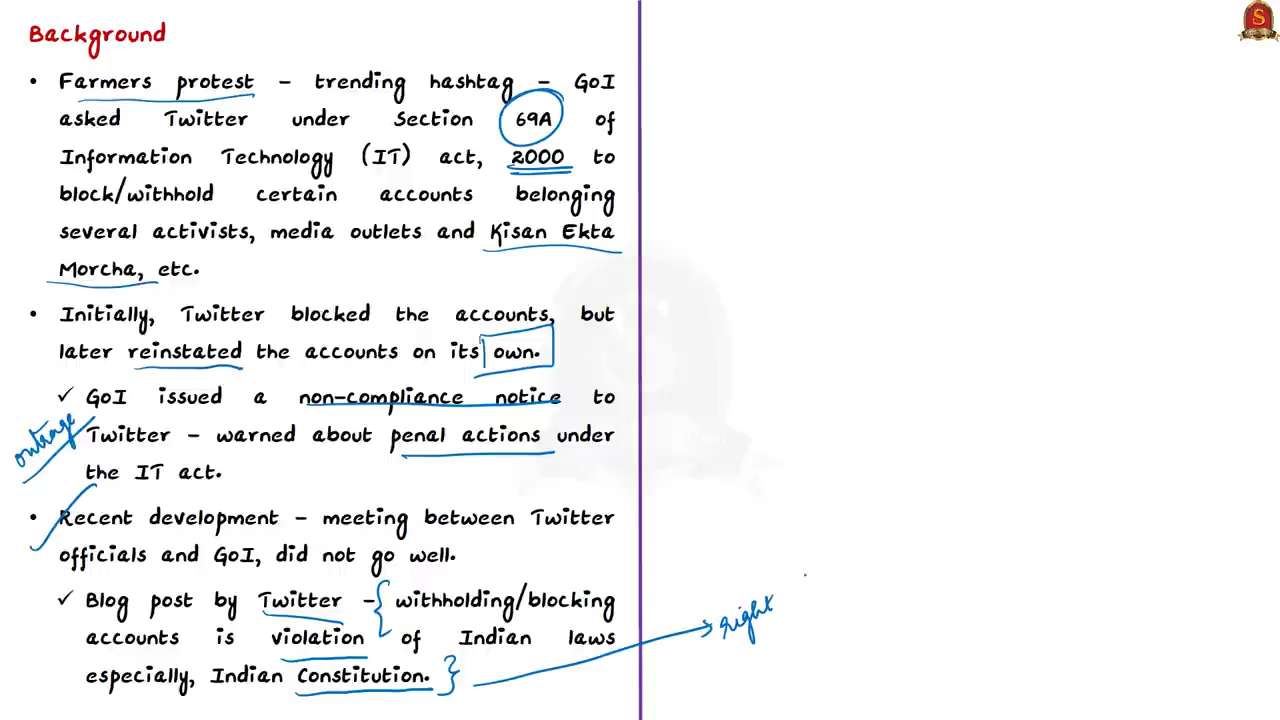 Background
• Farmers protest - trending hashtag - GoI
asked Twitter under Section 69A of
Information Technology (IT) act, 2000 to
block/withhold certain accounts belonging
several activists, media outlets and Kisan Ekta
Morcha, etc.
• Initially, Twitter blocked the accounts, but
later reinstated the accounts on its own.
✓ GoI issued a non-compliance notice to
Twitter - warned about penal actions under
the IT act.
outrage
• Recent development - meeting between Twitter
officials and GoI, did not go well.
✓ Blog post by Twitter - withholding/blocking
accounts is violation of Indian laws
especially, Indian Constitution.
right
S